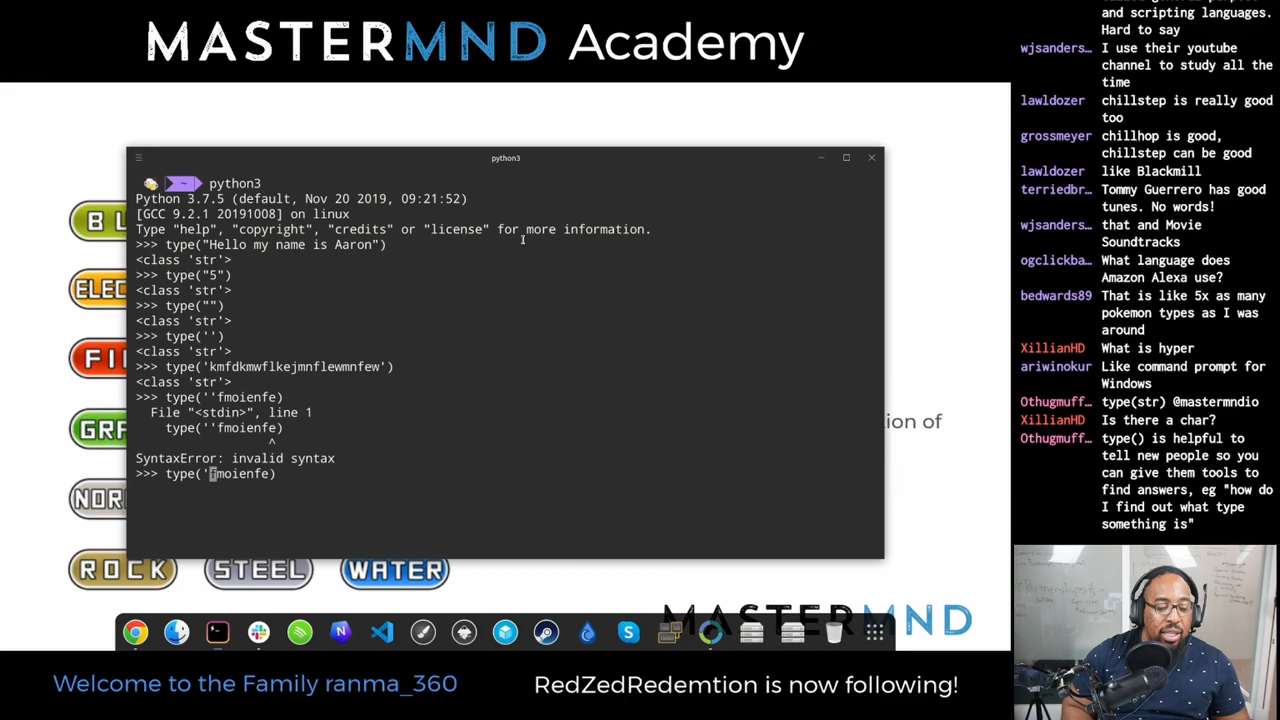 MASTERMND Academy
python3
~ python3
Python 3.7.5 (default, Nov 20 2019, 09:21:52)
[GCC 9.2.1 20191008] on linux
Type "help", "copyright", "credits" or "license" for more information.
>>> type("Hello my name is Aaron")
<class 'str'>
>>> type("5")
<class 'str'>
>>> type("")
<class 'str'>
>>> type('')
<class 'str'>
>>> type('kmfdkmwflkejmnflewmnfew')
<class 'str'>
>>> type(''fmoienfe)
File "<stdin>", line 1
type(''fmoienfe)
^
SyntaxError: invalid syntax
>>> type('fmoienfe)
ion of
ROCK
STEEL
WATER
MASTERMND
Welcome to the Family ranma_360
RedZedRedemtion is now following!
and scripting languages.
Hard to say
wjsanders… I use their youtube
channel to study all the
time
lawldozer chillstep is really good
too
grossmeyer chillhop is good,
chillstep can be good
lawldozer like Blackmill
terriedbr… Tommy Guerrero has good
tunes. No words!
wjsanders… that and Movie
Soundtracks
ogclickba… What language does
Amazon Alexa use?
bedwards89 That is like 5x as many
pokemon types as I was
around
XillianHD What is hyper
ariwinokur Like command prompt for
Windows
Othugmuff… type(str) @mastermndio
XillianHD Is there a char?
Othugmuff… type() is helpful to
tell new people so you
can give them tools to
find answers, eg "how do
I find out what type
something is"